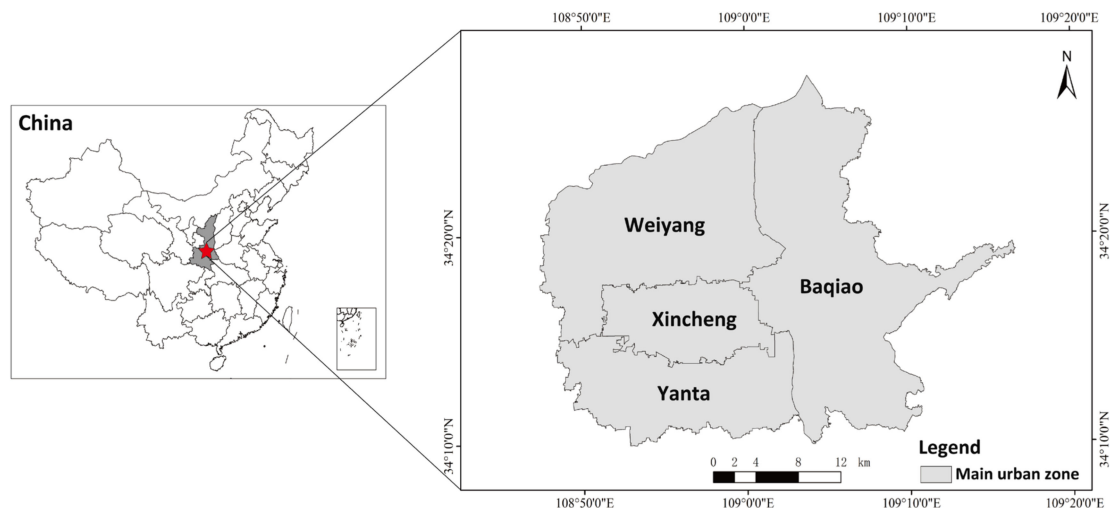 108°50'0"E 109°0'0"E 109°10'0"E 109°20'0"E
N
China
34°20'0"N
34°20'0"N
Weiyang
Baqiao
Xincheng
Yanta
34°10'0"N
34°10'0"N
Legend
0 2 4 8 12 km
Main urban zone
108°50'0"E 109°0'0"E 109°10'0"E 109°20'0"E